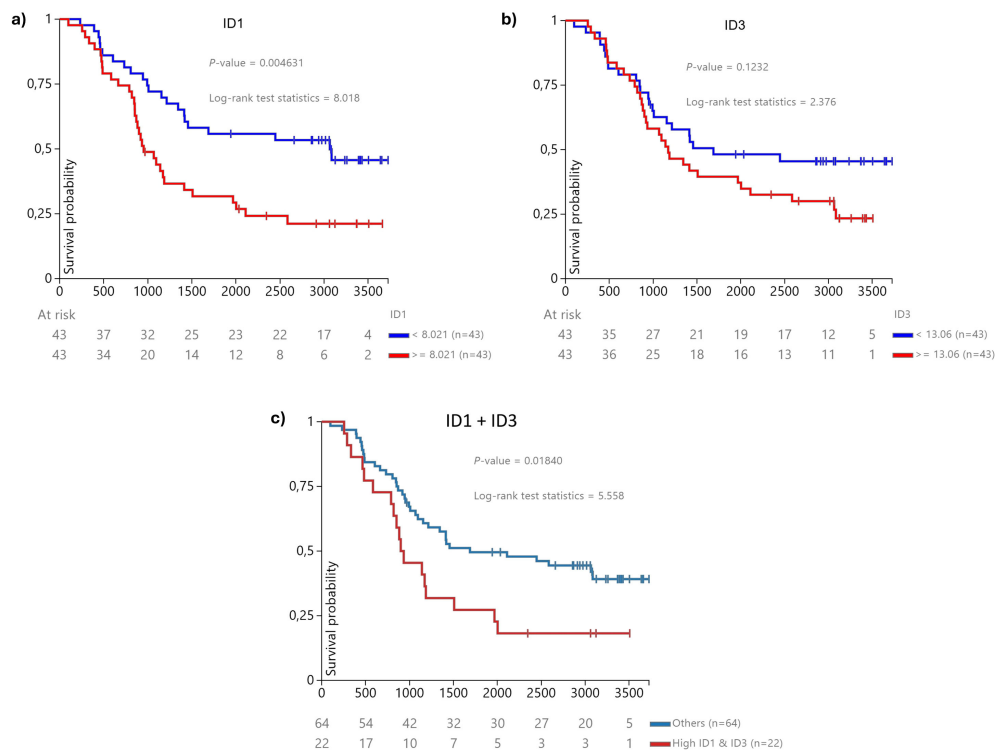 a)
ID1
P-value = 0.004631
Log-rank test statistics = 8.018
1
0,75
0,5
0,25
0
Survival probability
0 500 1000 1500 2000 2500 3000 3500
At risk
ID1
43 37 32 25 23 22 17 4 < 8.021 (n=43)
43 34 20 14 12 8 6 2 >= 8.021 (n=43)
b)
ID3
P-value = 0.1232
Log-rank test statistics = 2.376
1
0,75
0,5
0,25
0
Survival probability
0 500 1000 1500 2000 2500 3000 3500
At risk
ID3
43 35 27 21 19 17 12 5 < 13.06 (n=43)
43 36 25 18 16 13 11 1 >= 13.06 (n=43)
c)
ID1 + ID3
P-value = 0.01840
Log-rank test statistics = 5.558
1
0,75
0,5
0,25
0
Survival probability
0 500 1000 1500 2000 2500 3000 3500
64 54 42 32 30 27 20 5 Others (n=64)
22 17 10 7 5 3 3 1 High ID1 & ID3 (n=22)